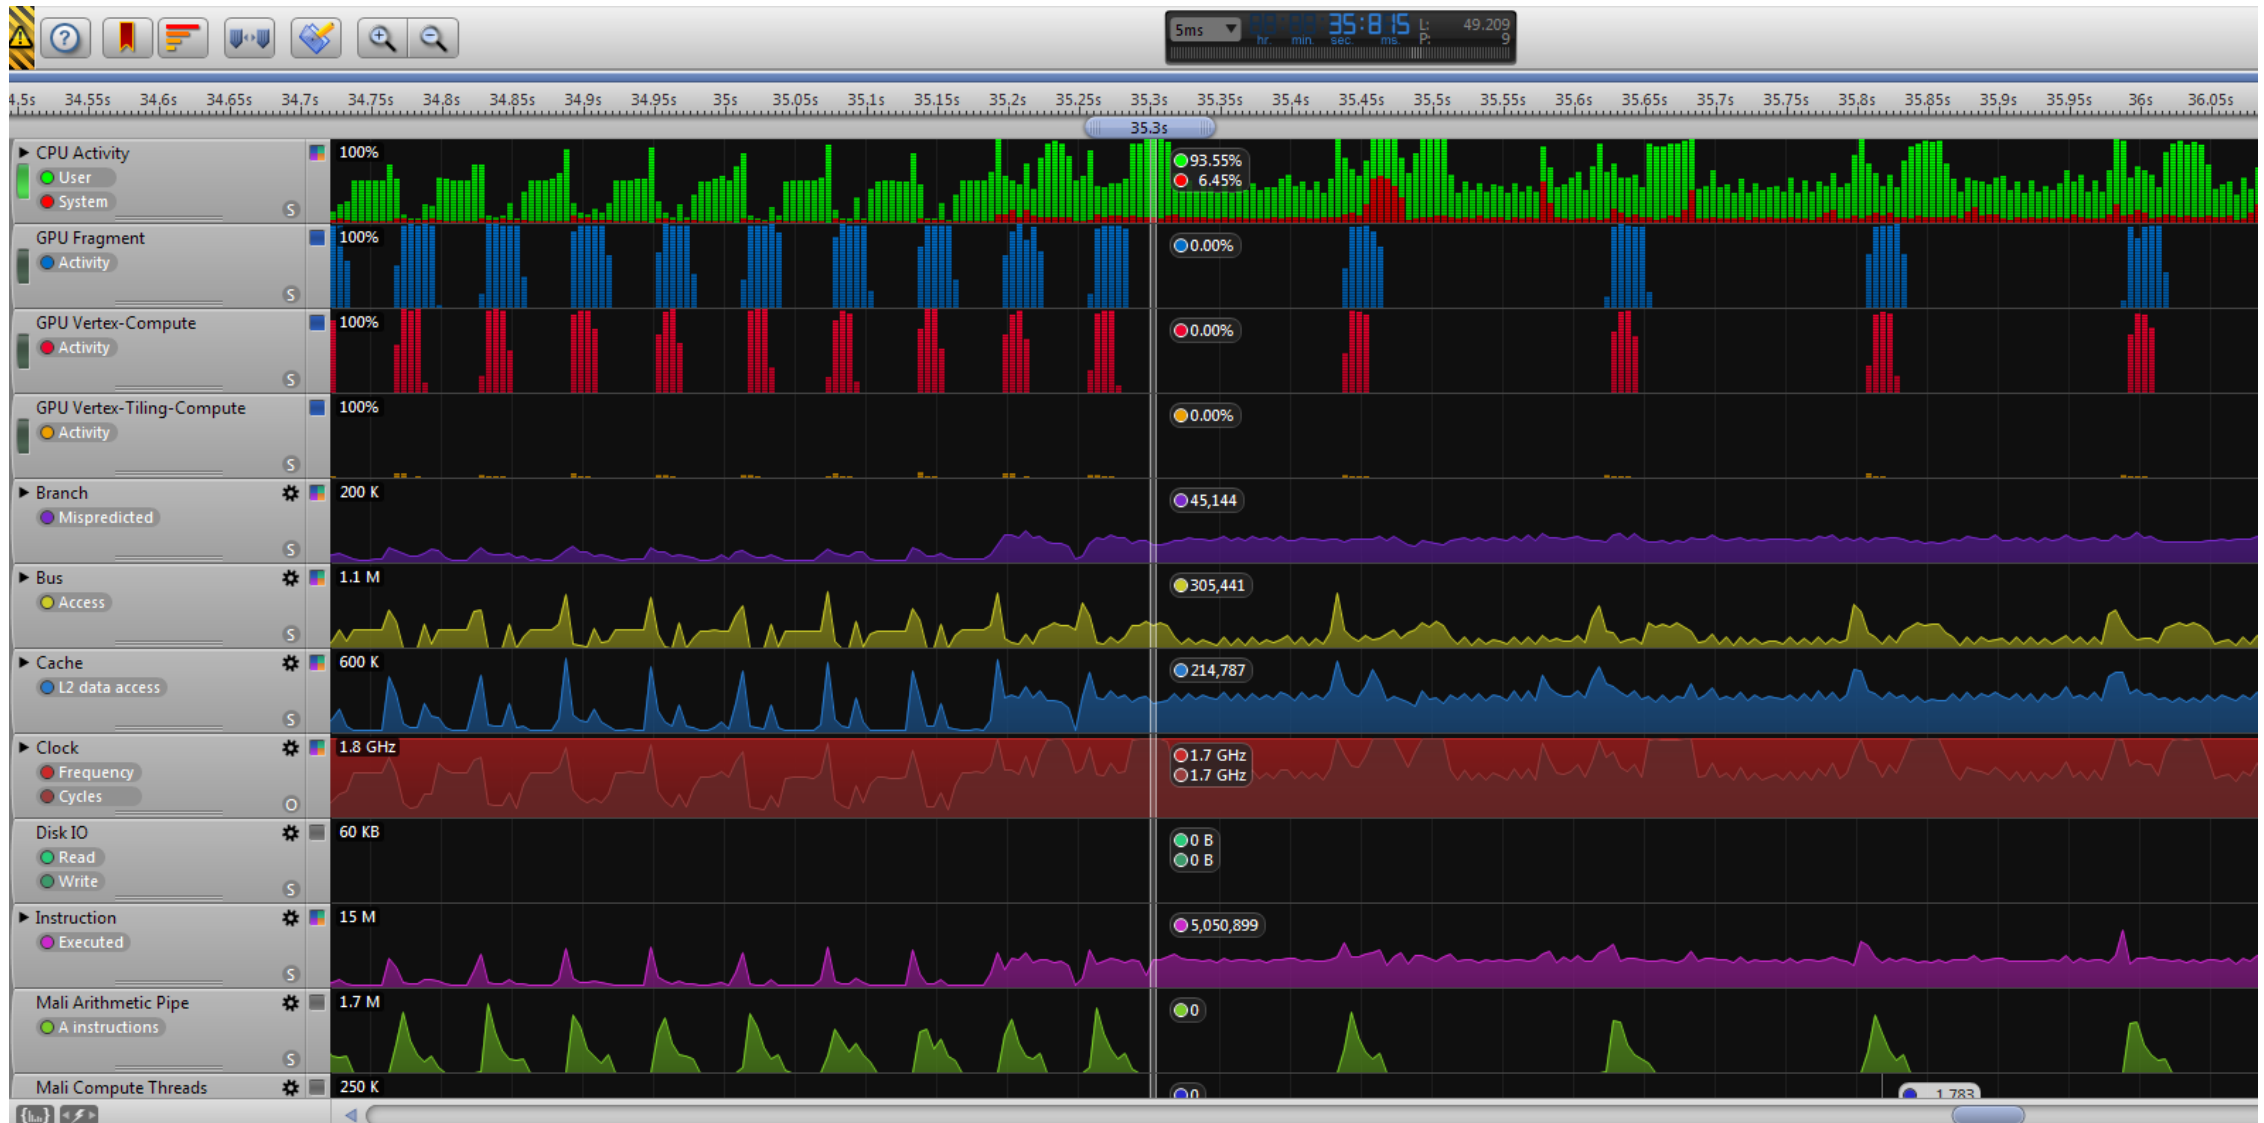 5ms
35:815
L: 49.209
hr. min. sec. ms. P: 9
4.5s 34.55s 34.6s 34.65s 34.7s 34.75s 34.8s 34.85s 34.9s 34.95s 35s 35.05s 35.1s 35.15s 35.2s 35.25s 35.3s 35.35s 35.4s 35.45s 35.5s 35.55s 35.6s 35.65s 35.7s 35.75s 35.8s 35.85s 35.9s 35.95s 36s 36.05s
35.3s
CPU Activity 100% 93.55%
User 6.45%
System
S
GPU Fragment 100% 0.00%
Activity
S
GPU Vertex-Compute 100% 0.00%
Activity
S
GPU Vertex-Tiling-Compute 100% 0.00%
Activity
S
Branch 200 K 45,144
Mispredicted
S
Bus 1.1 M 305,441
Access
S
Cache 600 K 214,787
L2 data access
S
Clock 1.8 GHz 1.7 GHz
Frequency 1.7 GHz
Cycles
O
Disk IO 60 KB 0 B
Read 0 B
Write
S
Instruction 15 M 5,050,899
Executed
S
Mali Arithmetic Pipe 1.7 M 0
A instructions
S
Mali Compute Threads 250 K 0 1,783